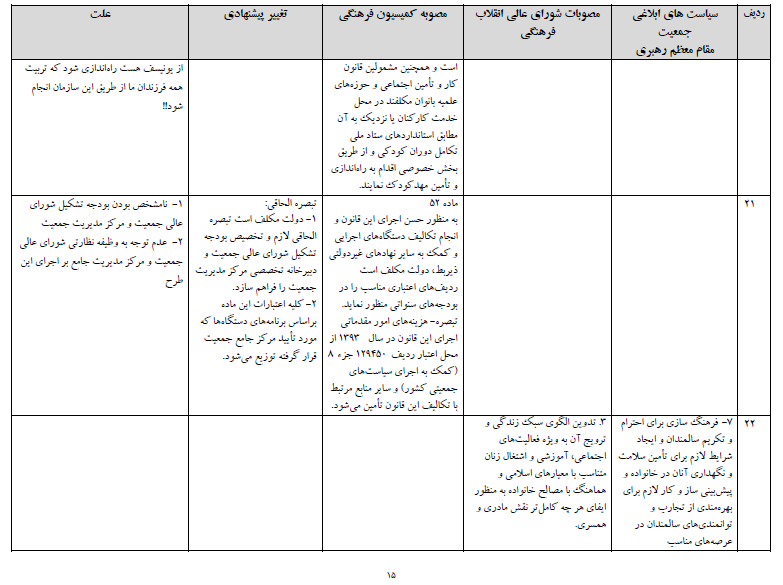 ردیف
سیاست های ابلاغی
جمعیت
مقام معظم رهبری
مصوبات شورای عالی انقلاب
فرهنگی
مصوبه کمیسیون فرهنگی
تغییر پیشنهادی
علت
است و همچنین مشمولین قانون
کار و تأمین اجتماعی و حوزه‌های
علمیه بانوان مکلفند در محل
خدمت کارکنان یا نزدیک به آن
مطابق استانداردهای سند ملی
تکامل دوران کودکی و از طریق
بخش خصوصی اقدام به راه‌اندازی
و تأمین مهدکودک نمایند.
از یونیسف هست راه‌اندازی شود که تربیت
همه فرزندان ما از طریق این سازمان انجام
شود!!
۲۱
ماده ۵۲
به منظور حسن اجرای این قانون و
انجام تکالیف دستگاه‌های اجرایی
و کمک به سایر نهادهای غیردولتی
ذیربط، دولت مکلف است
ردیف‌های اعتباری مناسب را در
بودجه‌های سنواتی منظور نماید.
تبصره- هزینه‌های امور مقدماتی
اجرای این قانون در سال ۱۳۹۳ از
محل اعتبار ردیف ۱۲۹۴۵۰ جزء ۸
(کمک به اجرای سیاست‌های
جمعیتی کشور) و سایر منابع مرتبط
با تکالیف این قانون تأمین می‌شود.
تبصره الحاقی:
۱- دولت مکلف است تبصره
الحاقی لازم و تخصیص بودجه
تشکیل شورای عالی جمعیت و
دبیرخانه تخصصی مرکز مدیریت
جمعیت را فراهم سازد.
۲- کلیه اعتبارات این ماده
براساس برنامه‌های دستگاه‌ها که
مورد تأیید مرکز جامع جمعیت
قرار گرفته توزیع می‌شود.
۱- نامشخص بودن بودجه تشکیل شورای
عالی جمعیت و مرکز مدیریت جمعیت
۲- عدم توجه به وظیفه نظارتی شورای عالی
جمعیت و مرکز مدیریت جامع بر اجرای این
طرح
۲۲
۷- فرهنگ سازی برای احترام
و تکریم سالمندان و ایجاد
شرایط لازم برای تأمین سلامت
و نگهداری آنان در خانواده و
پیش‌بینی ساز و کار لازم برای
بهره‌مندی از تجارب و
توانمندی‌های سالمندان در
عرصه‌های مناسب
۳. تدوین الگوی سبک زندگی و
ترویج آن به ویژه فعالیت‌های
اجتماعی، آموزشی و اشتغال زنان
متناسب با معیارهای اسلامی و
هماهنگ با مصالح خانواده به منظور
ایفای هر چه کامل‌تر نقش مادری و
همسری.
۱۵